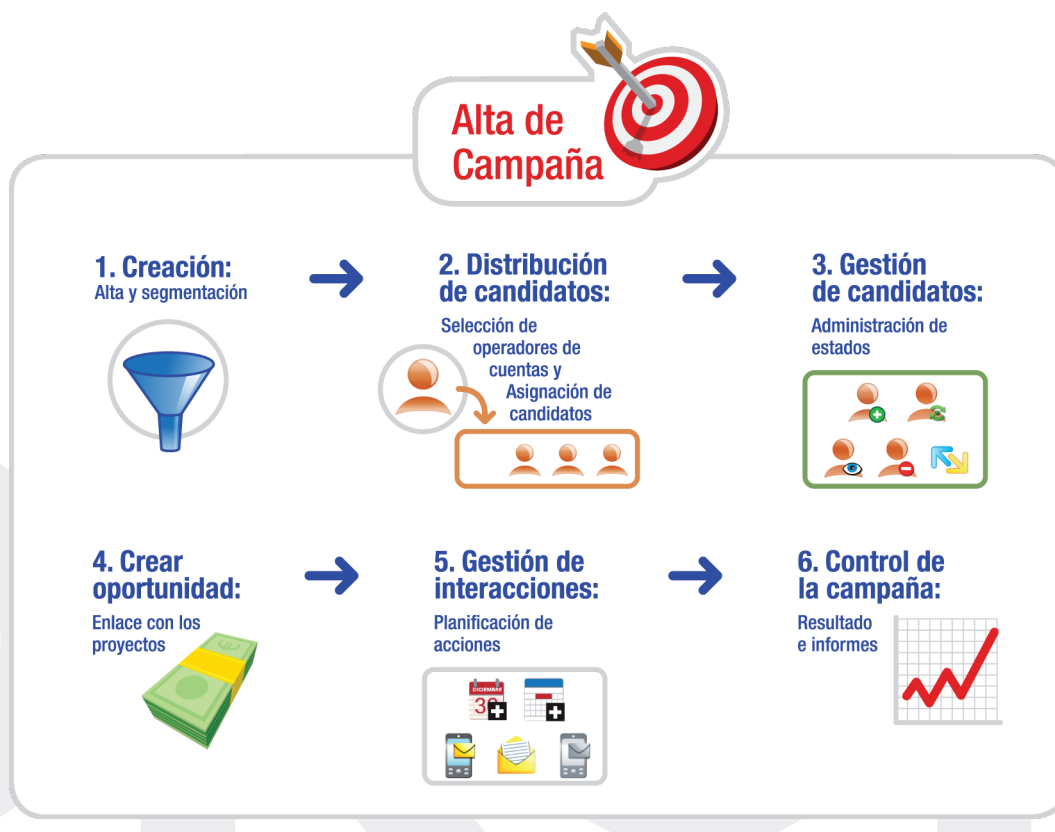 Alta de
Campaña
1. Creación:
Alta y segmentación
2. Distribución
de candidatos:
Selección de
operadores de
cuentas y
Asignación de
candidatos
3. Gestión
de candidatos:
Administración de
estados
4. Crear
oportunidad:
Enlace con los
proyectos
5. Gestión de
interacciones:
Planificación de
acciones
DICIEMBRE
6. Control de
la campaña:
Resultado
e informes